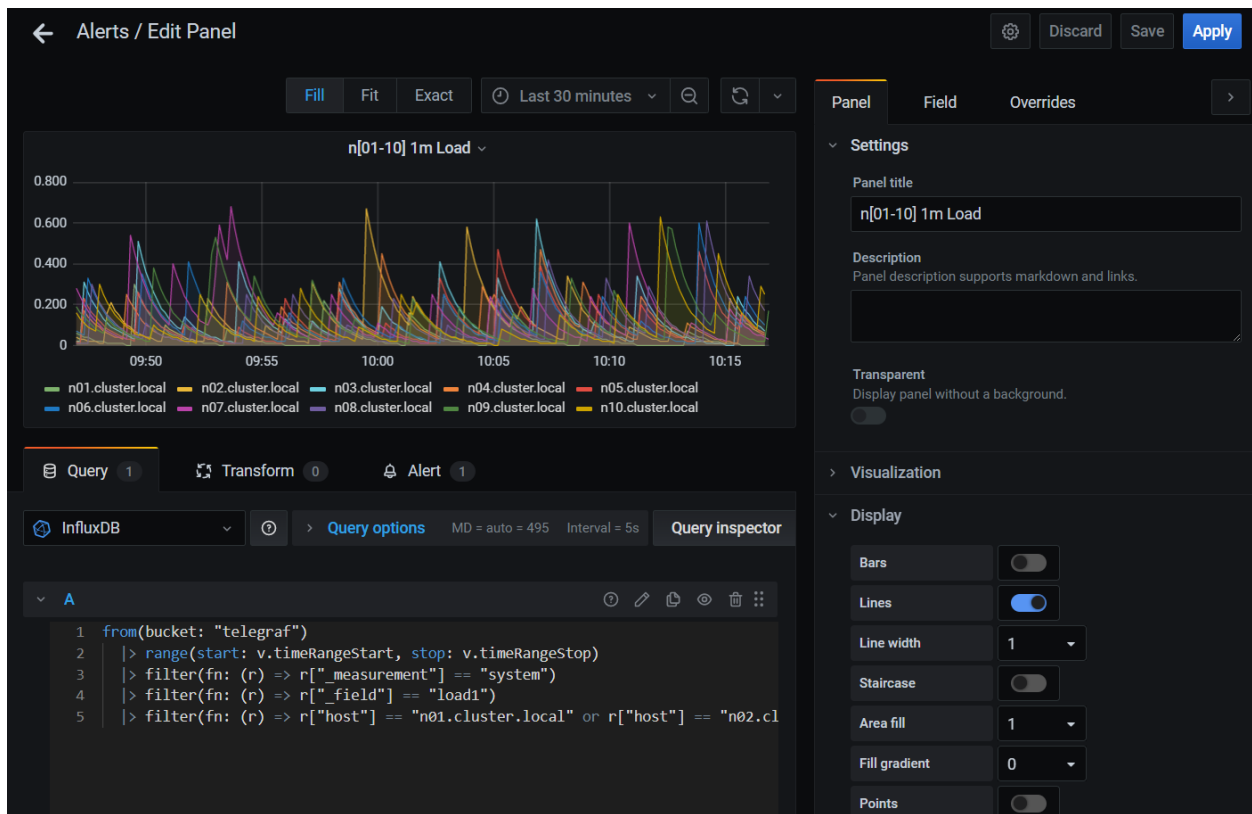 Alerts / Edit Panel
Discard Save Apply
Fill Fit Exact Last 30 minutes
n[01-10] 1m Load
0.800
0.600
0.400
0.200
0
09:50 09:55 10:00 10:05 10:10 10:15
n01.cluster.local n02.cluster.local n03.cluster.local n04.cluster.local n05.cluster.local
n06.cluster.local n07.cluster.local n08.cluster.local n09.cluster.local n10.cluster.local
Query 1 Transform 0 Alert 1
InfluxDB Query options MD = auto = 495 Interval = 5s Query inspector
A
1 from(bucket: "telegraf")
2 |> range(start: v.timeRangeStart, stop: v.timeRangeStop)
3 |> filter(fn: (r) => r["_measurement"] == "system")
4 |> filter(fn: (r) => r["_field"] == "load1")
5 |> filter(fn: (r) => r["host"] == "n01.cluster.local" or r["host"] == "n02.cl
Panel Field Overrides
Settings
Panel title
n[01-10] 1m Load
Description
Panel description supports markdown and links.
Transparent
Display panel without a background.
Visualization
Display
Bars
Lines
Line width 1
Staircase
Area fill 1
Fill gradient 0
Points